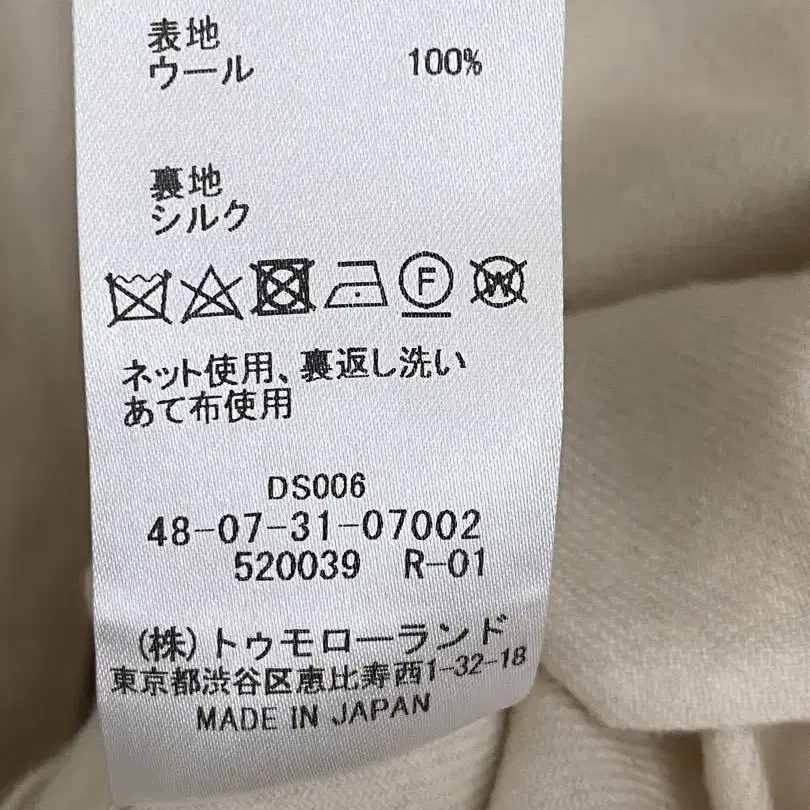 表地
ウール 100%
裏地
シルク
F W
ネット使用、裏返し洗い
あて布使用
DS006
48-07-31-07002
520039 R-01
(株)トゥモローランド
東京都渋谷区恵比寿西1-32-18
MADE IN JAPAN